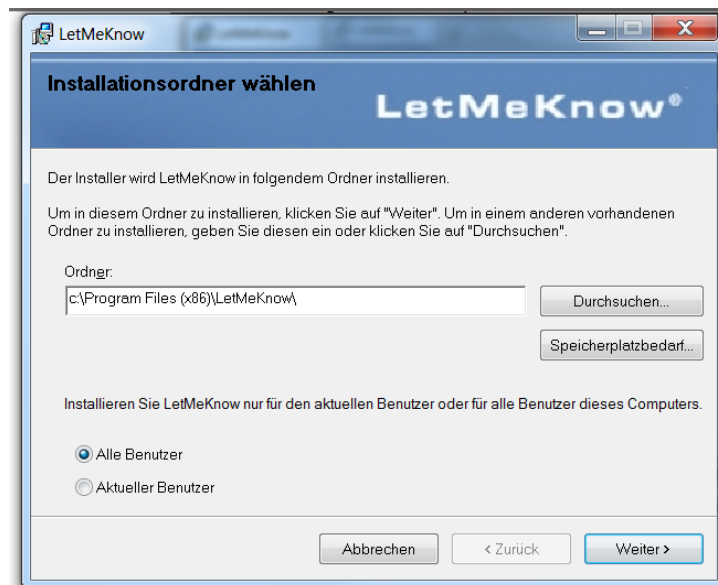 LetMeKnow
Installationsordner wählen
LetMeKnow®
Der Installer wird LetMeKnow in folgendem Ordner installieren.
Um in diesem Ordner zu installieren, klicken Sie auf "Weiter". Um in einem anderen vorhandenen
Ordner zu installieren, geben Sie diesen ein oder klicken Sie auf "Durchsuchen".
Ordner:
c:\Program Files (x86)\LetMeKnow\
Durchsuchen...
Speicherplatzbedarf...
Installieren Sie LetMeKnow nur für den aktuellen Benutzer oder für alle Benutzer dieses Computers.
Alle Benutzer
Aktueller Benutzer
Abbrechen
< Zurück
Weiter >